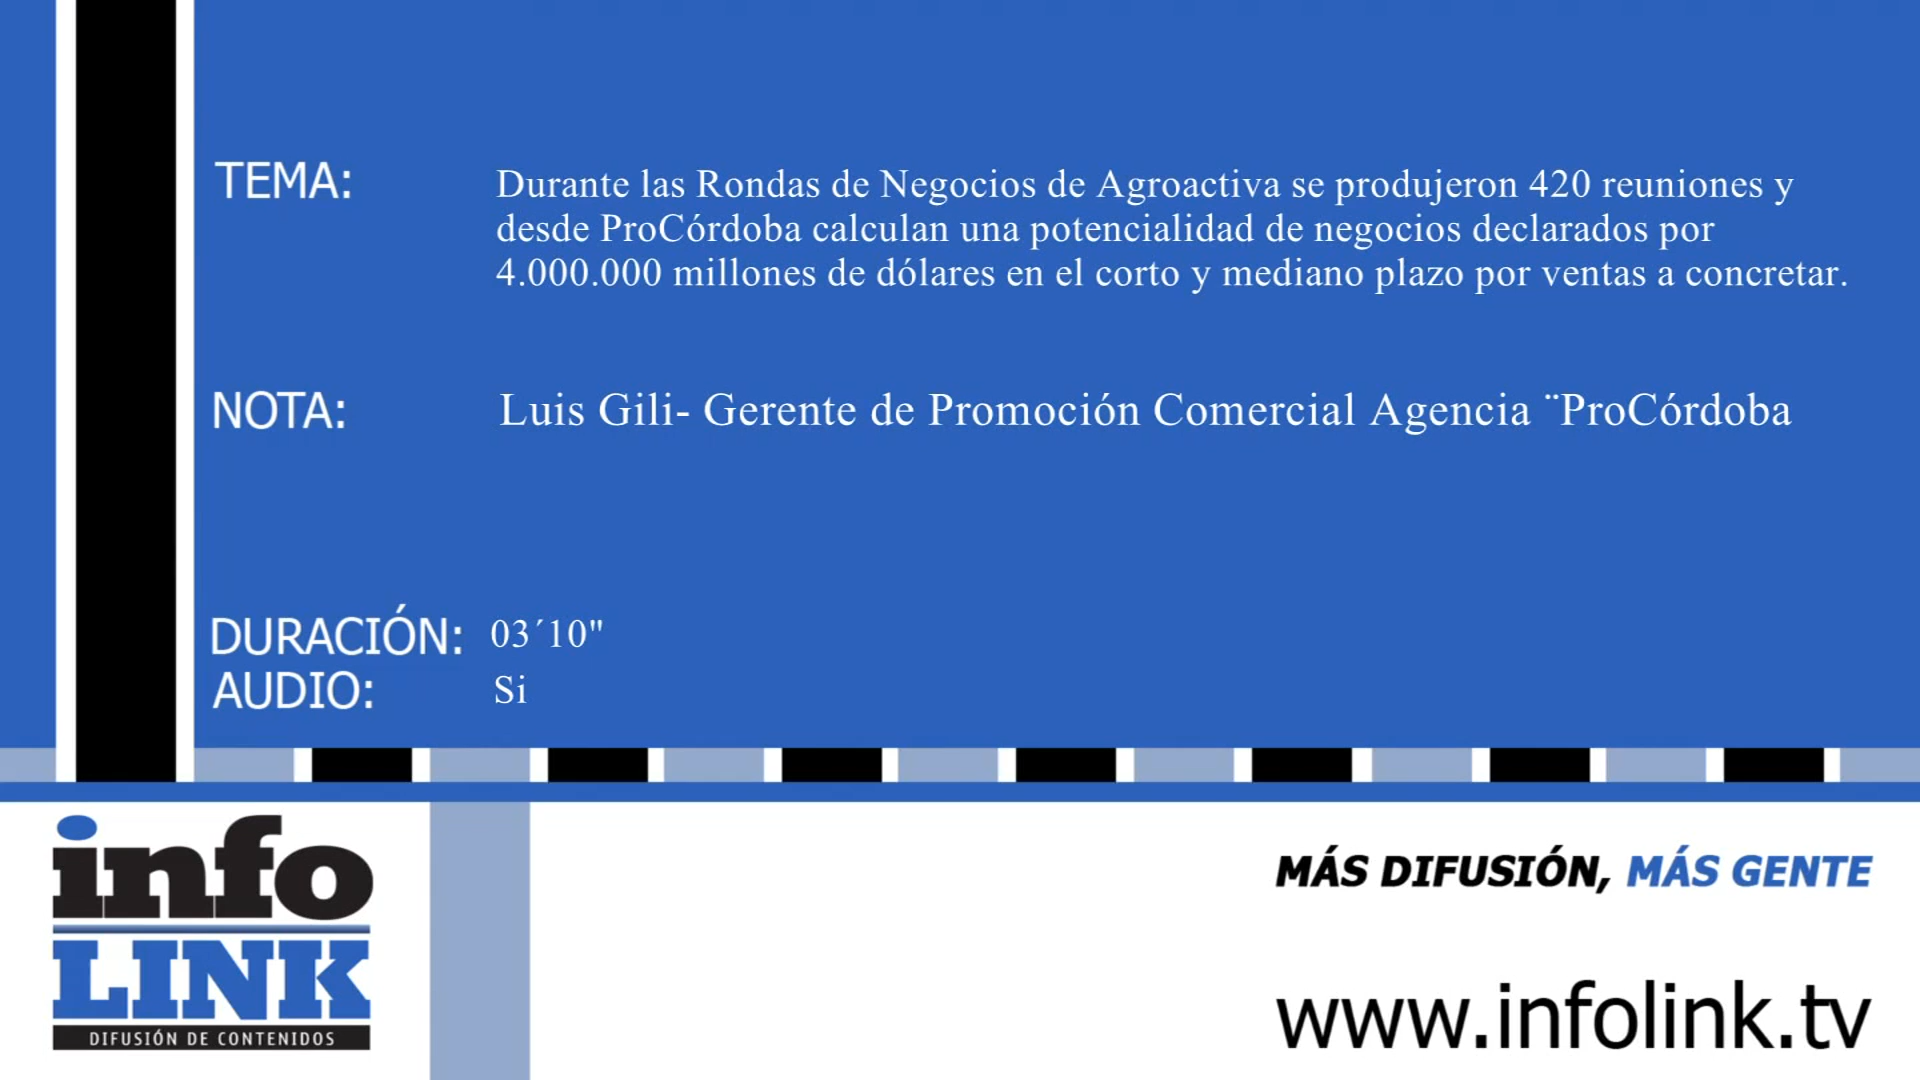 TEMA:
Durante las Rondas de Negocios de Agroactiva se produjeron 420 reuniones y
desde ProCórdoba calculan una potencialidad de negocios declarados por
4.000.000 millones de dólares en el corto y mediano plazo por ventas a concretar.
NOTA:
Luis Gili- Gerente de Promoción Comercial Agencia ¨ProCórdoba
DURACIÓN: 03´10"
AUDIO: Si
info
LINK
DIFUSIÓN DE CONTENIDOS
MÁS DIFUSIÓN, MÁS GENTE
www.infolink.tv